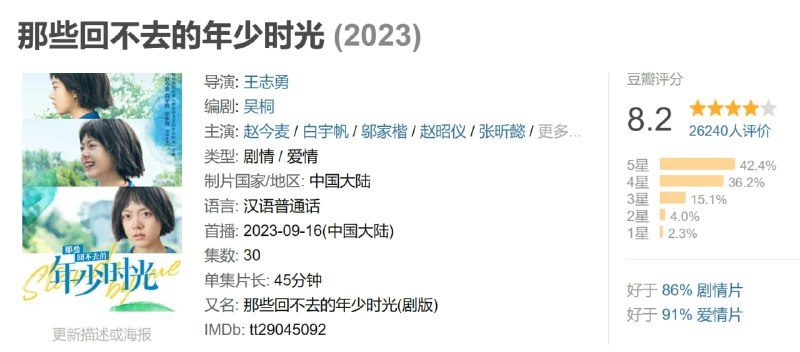 那些回不去的年少时光 (2023)
那些
回不去的
年少时光
Stand by me
更新描述或海报
导演: 王志勇
编剧: 吴桐
主演: 赵今麦 / 白宇帆 / 邬家楷 / 赵昭仪 / 张昕懿 / 更多...
类型: 剧情 / 爱情
制片国家/地区: 中国大陆
语言: 汉语普通话
首播: 2023-09-16(中国大陆)
集数: 30
单集片长: 45分钟
又名: 那些回不去的年少时光(剧版)
IMDb: tt29045092
豆瓣评分
8.2
26240人评价
5星 42.4%
4星 36.2%
3星 15.1%
2星 4.0%
1星 2.3%
好于 86% 剧情片
好于 91% 爱情片